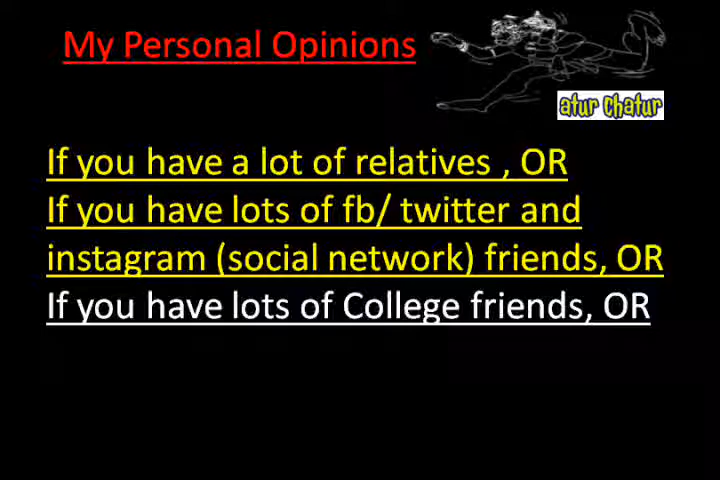 My Personal Opinions
atur chatur
If you have a lot of relatives , OR
If you have lots of fb/ twitter and
instagram (social network) friends, OR
If you have lots of College friends, OR